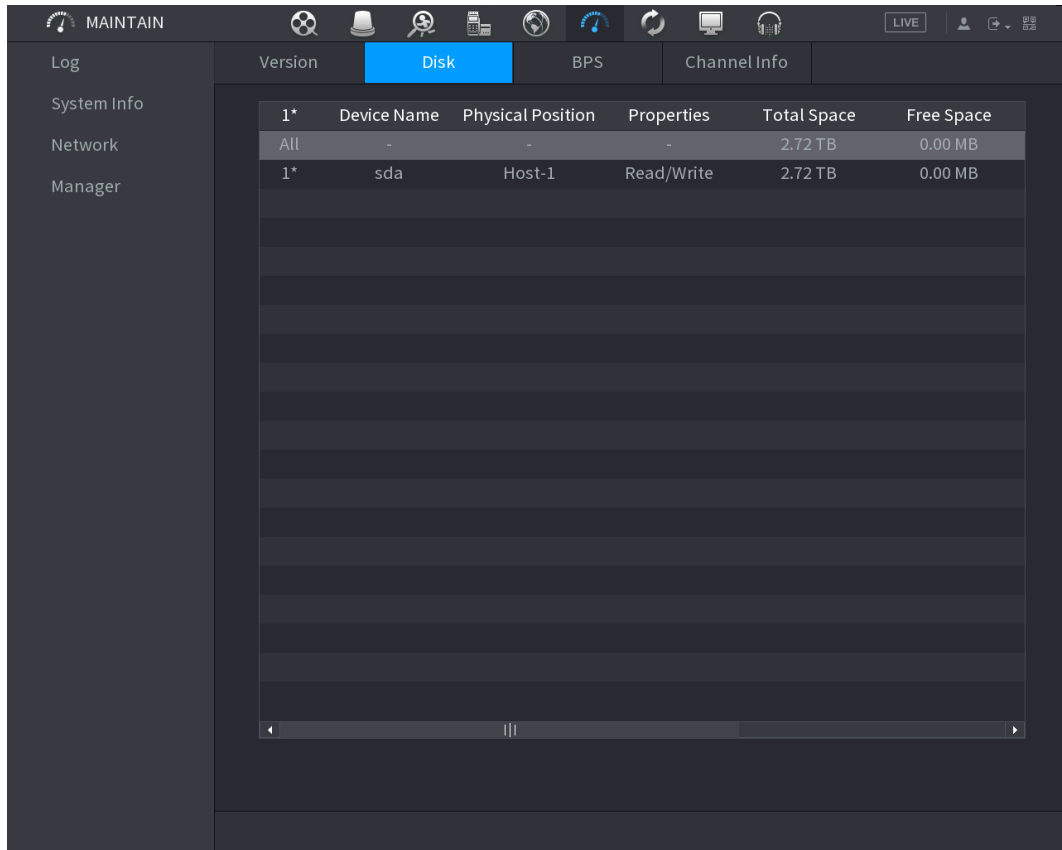 MAINTAIN LIVE
Log
System Info
Network
Manager
Version Disk BPS Channel Info
1* Device Name Physical Position Properties Total Space Free Space
All - - - 2.72 TB 0.00 MB
1* sda Host-1 Read/Write 2.72 TB 0.00 MB